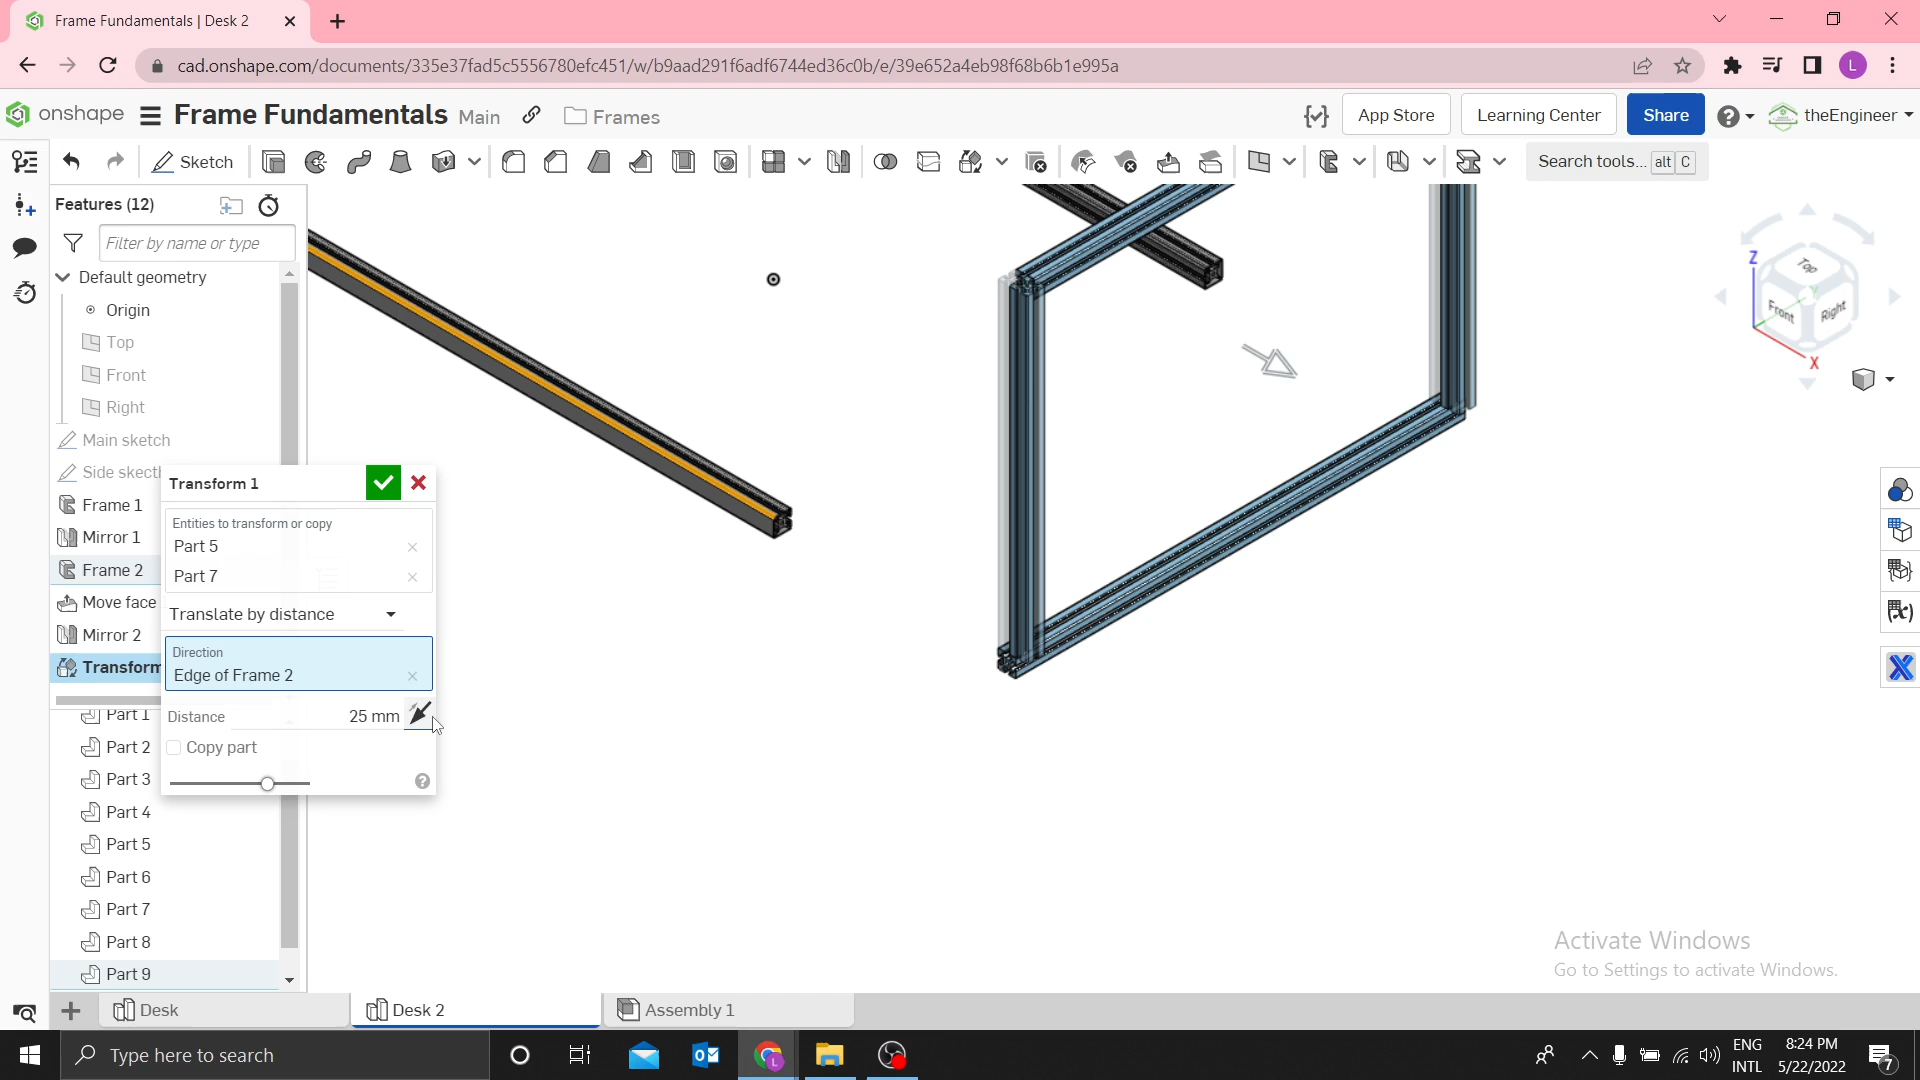 Frame Fundamentals | Desk 2
cad.onshape.com/documents/335e37fad5c5556780efc451/w/b9aad291f6adf6744ed36c0b/e/39e652a4eb98f68b6b1e995a
L
onshape
Frame Fundamentals
Main
Frames
App Store
Learning Center
Share
theEngineer
Sketch
Search tools... alt C
Features (12)
Filter by name or type
Default geometry
Origin
Top
Front
Right
Main sketch
Side skecth
Frame 1
Mirror 1
Frame 2
Move face
Mirror 2
Transform
Part 1
Part 2
Part 3
Part 4
Part 5
Part 6
Part 7
Part 8
Part 9
Transform 1
Entities to transform or copy
Part 5
Part 7
Translate by distance
Direction
Edge of Frame 2
Distance
25 mm
Copy part
Z
Top
Front
Right
X
Activate Windows
Go to Settings to activate Windows.
Desk
Desk 2
Assembly 1
Type here to search
ENG
INTL
8:24 PM
5/22/2022
7